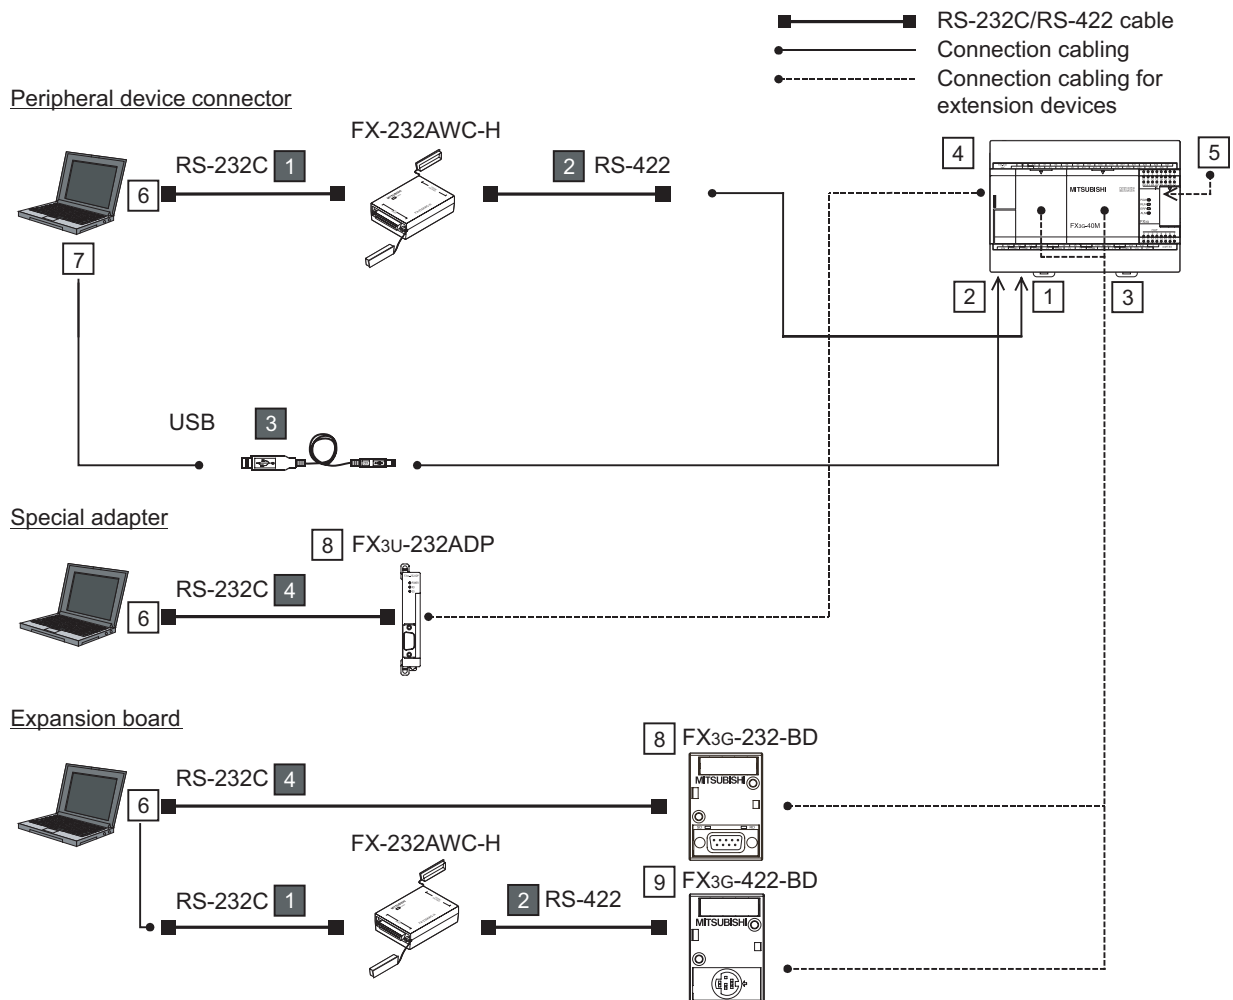 RS-232C/RS-422 cable
Connection cabling
Connection cabling for
extension devices
Peripheral device connector
FX-232AWC-H
RS-232C 1
2 RS-422
6
7
4
5
MITSUBISHI
FX3G-40M
2
1
3
USB
3
Special adapter
8 FX3U-232ADP
RS-232C 4
6
Expansion board
8 FX3G-232-BD
MITSUBISHI
RS-232C 4
6
FX-232AWC-H
RS-232C 1
2 RS-422
9 FX3G-422-BD
MITSUBISHI